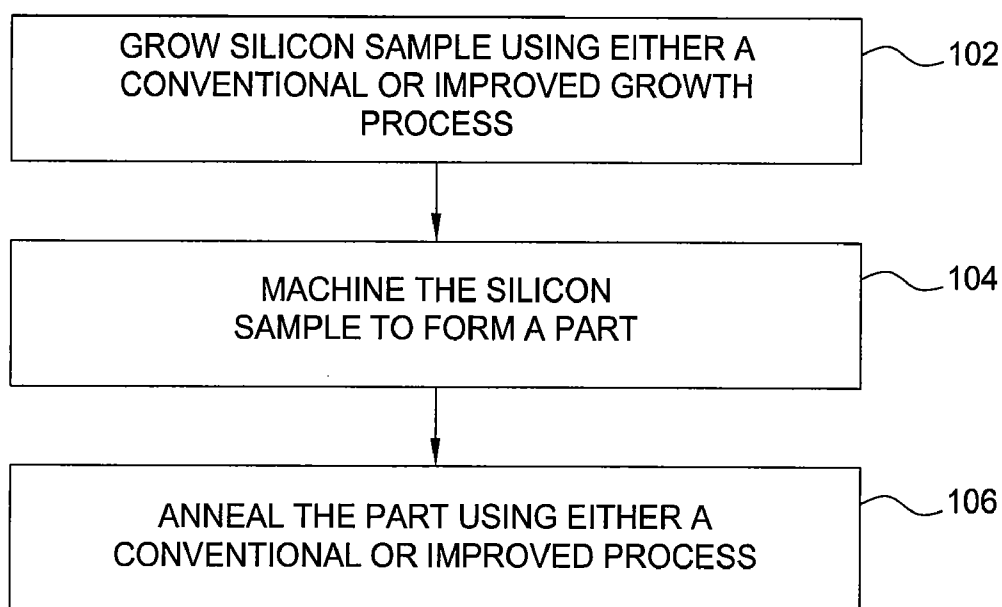 GROW SILICON SAMPLE USING EITHER A
CONVENTIONAL OR IMPROVED GROWTH
PROCESS
102
MACHINE THE SILICON
SAMPLE TO FORM A PART
104
ANNEAL THE PART USING EITHER A
CONVENTIONAL OR IMPROVED PROCESS
106